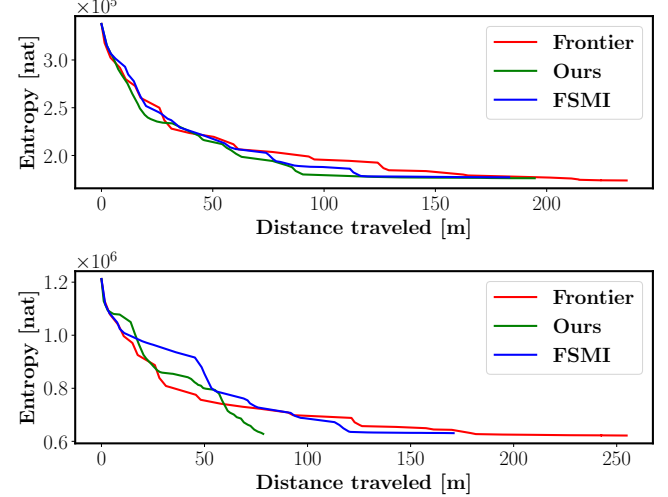 ×10⁵
3.0
2.5
2.0
Entropy [nat]
Frontier
Ours
FSMI
0 50 100 150 200
Distance traveled [m]
×10⁶
1.2
1.0
0.8
0.6
Entropy [nat]
Frontier
Ours
FSMI
0 50 100 150 200 250
Distance traveled [m]